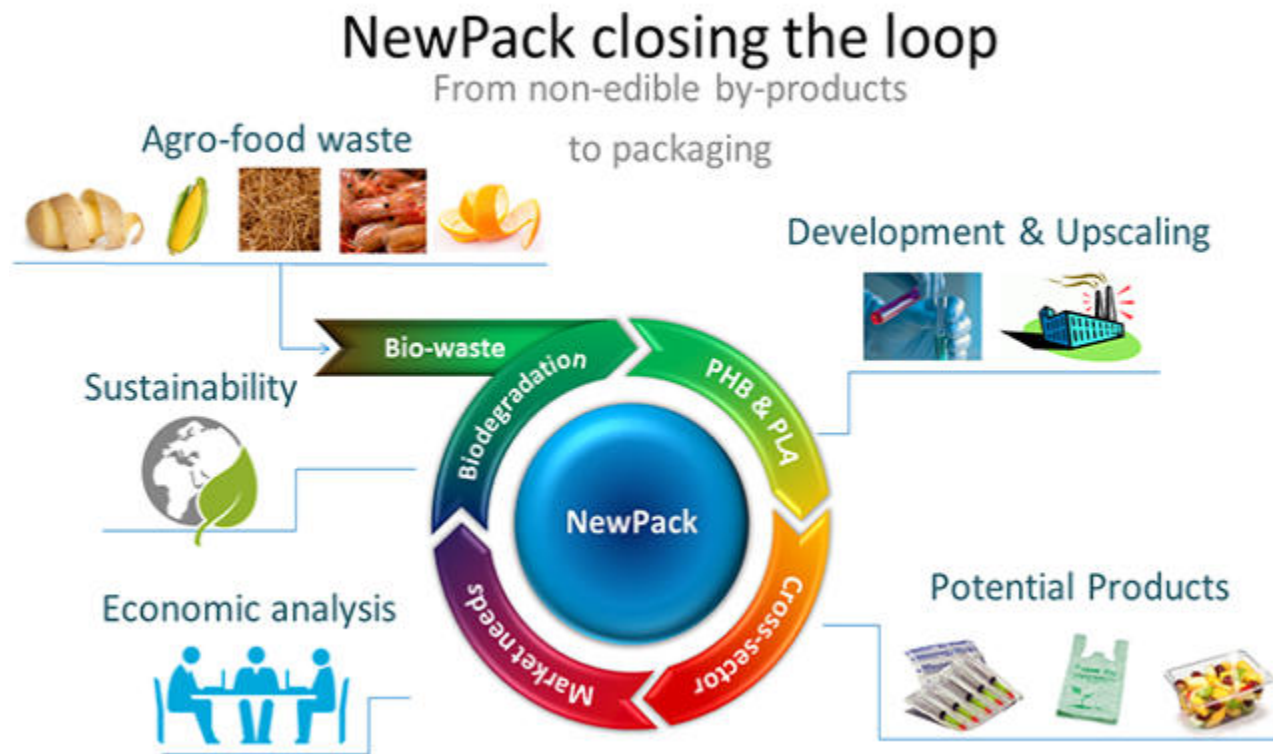 NewPack closing the loop
From non-edible by-products
to packaging
Agro-food waste
Development & Upscaling
Bio-waste
Biodegradation
PHB & PLA
Sustainability
NewPack
Market needs
Cross-sector
Economic analysis
Potential Products